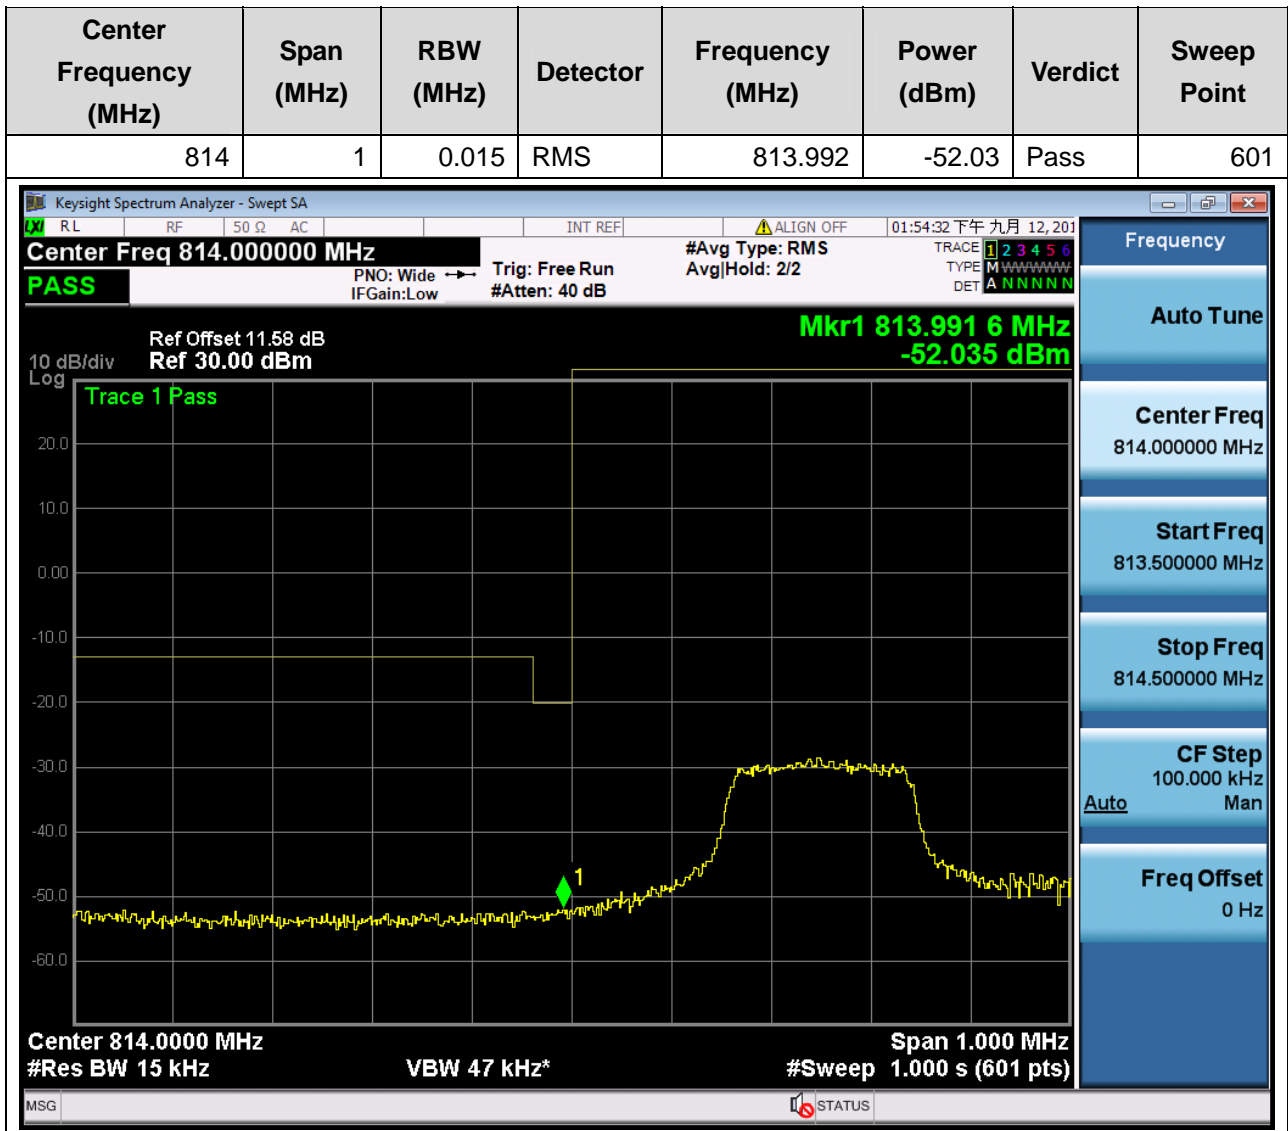 Center Frequency (MHz) Span (MHz) RBW (MHz) Detector Frequency (MHz) Power (dBm) Verdict Sweep Point
814 1 0.015 RMS 813.992 -52.03 Pass 601
Keysight Spectrum Analyzer - Swept SA
LXI RL RF 50 Ω AC INT REF ALIGN OFF 01:54:32 下午 九月 12, 201
Center Freq 814.000000 MHz
PASS
PNO: Wide
IFGain:Low
Trig: Free Run
#Atten: 40 dB
#Avg Type: RMS
Avg|Hold: 2/2
TRACE 1 2 3 4 5 6
TYPE M WWWWW
DET A N N N N N
Ref Offset 11.58 dB
10 dB/div Ref 30.00 dBm
Log
Mkr1 813.991 6 MHz
-52.035 dBm
Trace 1 Pass
20.0
10.0
0.00
-10.0
-20.0
-30.0
-40.0
-50.0
-60.0
1
Center 814.0000 MHz Span 1.000 MHz
#Res BW 15 kHz VBW 47 kHz* #Sweep 1.000 s (601 pts)
MSG STATUS
Frequency
Auto Tune
Center Freq
814.000000 MHz
Start Freq
813.500000 MHz
Stop Freq
814.500000 MHz
CF Step
100.000 kHz
Auto Man
Freq Offset
0 Hz